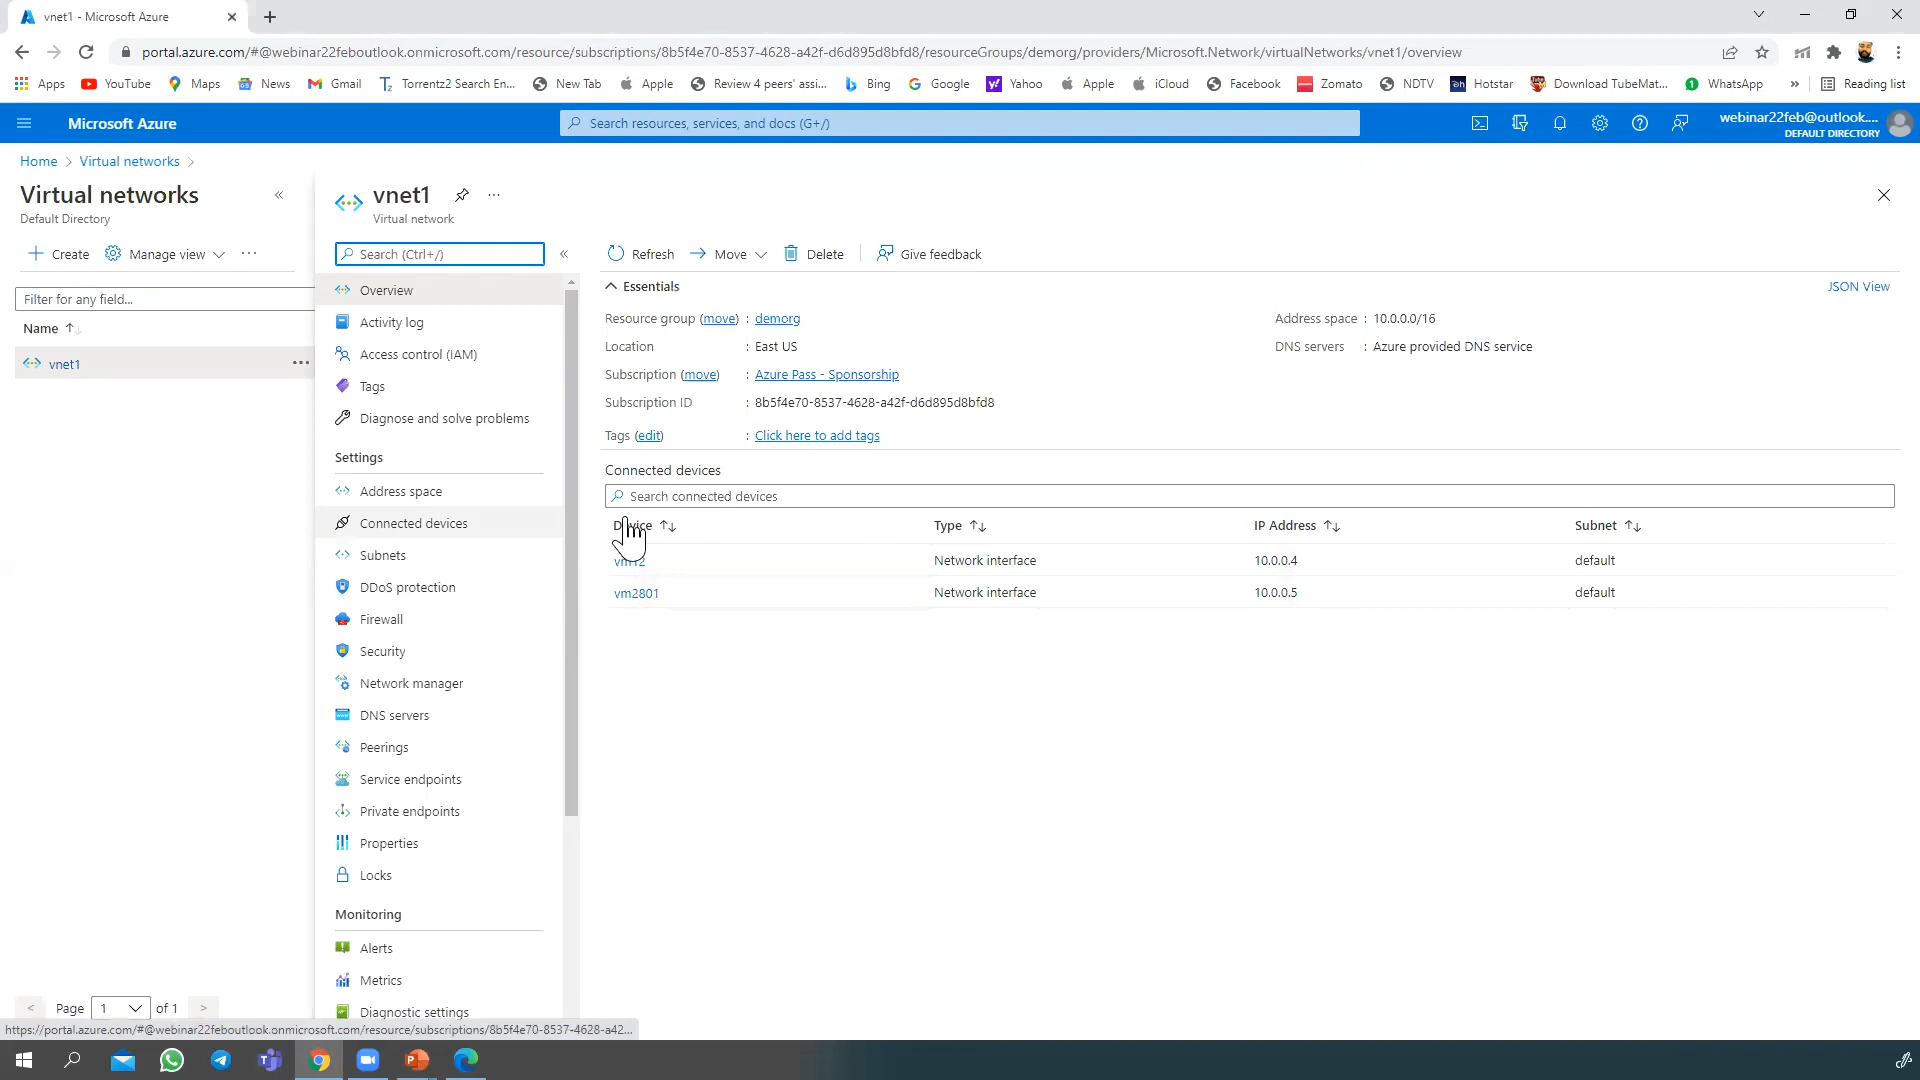 vnet1 - Microsoft Azure
portal.azure.com/#@webinar22feboutlook.onmicrosoft.com/resource/subscriptions/8b5f4e70-8537-4628-a42f-d6d895d8bfd8/resourceGroups/demorg/providers/Microsoft.Network/virtualNetworks/vnet1/overview
Apps YouTube Maps News Gmail Torrentz2 Search En... New Tab Apple Review 4 peers' assi... Bing Google Yahoo Apple iCloud Facebook Zomato NDTV Hotstar Download TubeMat... WhatsApp » Reading list
Microsoft Azure
Search resources, services, and docs (G+/)
webinar22feb@outlook....
DEFAULT DIRECTORY
Home > Virtual networks >
Virtual networks «
Default Directory
Create Manage view ...
Filter for any field...
Name
vnet1 ...
< Page 1 of 1 >
vnet1 ...
Virtual network
Search (Ctrl+/) «
Overview
Activity log
Access control (IAM)
Tags
Diagnose and solve problems
Settings
Address space
Connected devices
Subnets
DDoS protection
Firewall
Security
Network manager
DNS servers
Peerings
Service endpoints
Private endpoints
Properties
Locks
Monitoring
Alerts
Metrics
Diagnostic settings
Refresh Move Delete Give feedback
Essentials JSON View
Resource group (move) : demorg
Location : East US
Subscription (move) : Azure Pass - Sponsorship
Subscription ID : 8b5f4e70-8537-4628-a42f-d6d895d8bfd8
Tags (edit) : Click here to add tags
Address space : 10.0.0.0/16
DNS servers : Azure provided DNS service
Connected devices
Search connected devices
Device Type IP Address Subnet
vm12 Network interface 10.0.0.4 default
vm2801 Network interface 10.0.0.5 default
https://portal.azure.com/#@webinar22feboutlook.onmicrosoft.com/resource/subscriptions/8b5f4e70-8537-4628-a42...